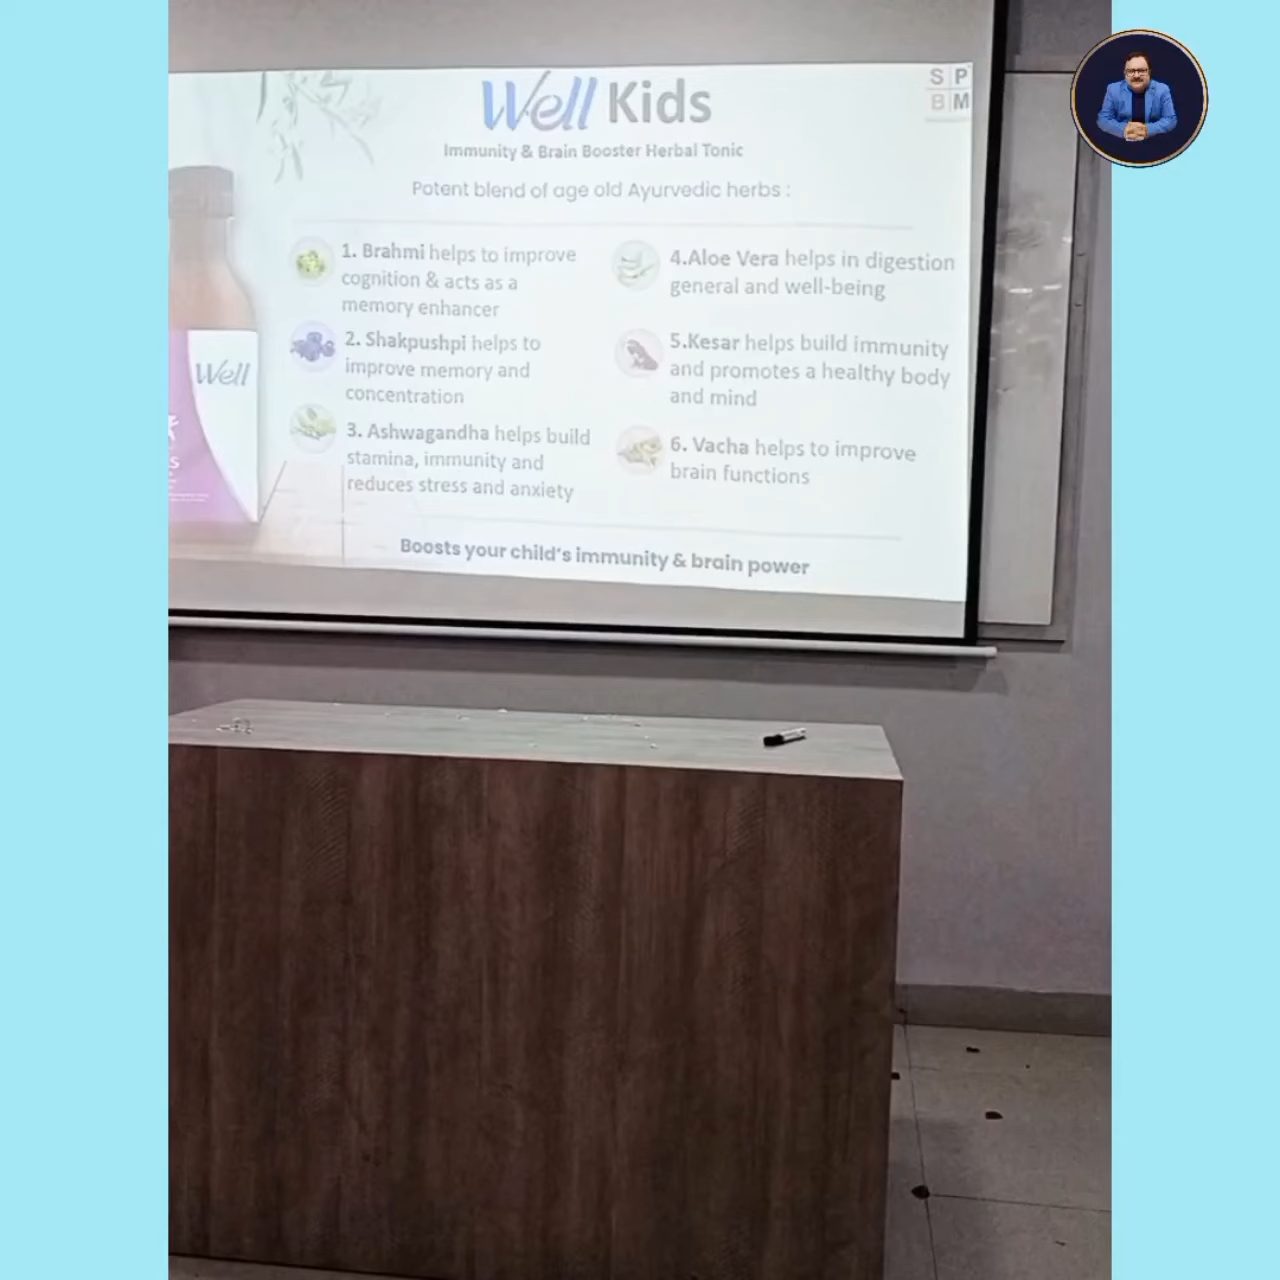 Well Kids
S P
B M
Immunity & Brain Booster Herbal Tonic
Potent blend of age old Ayurvedic herbs :
1. Brahmi helps to improve
cognition & acts as a
memory enhancer
2. Shakpushpi helps to
improve memory and
concentration
3. Ashwagandha helps build
stamina, immunity and
reduces stress and anxiety
4.Aloe Vera helps in digestion
general and well-being
5.Kesar helps build immunity
and promotes a healthy body
and mind
6. Vacha helps to improve
brain functions
Well
Boosts your child's immunity & brain power